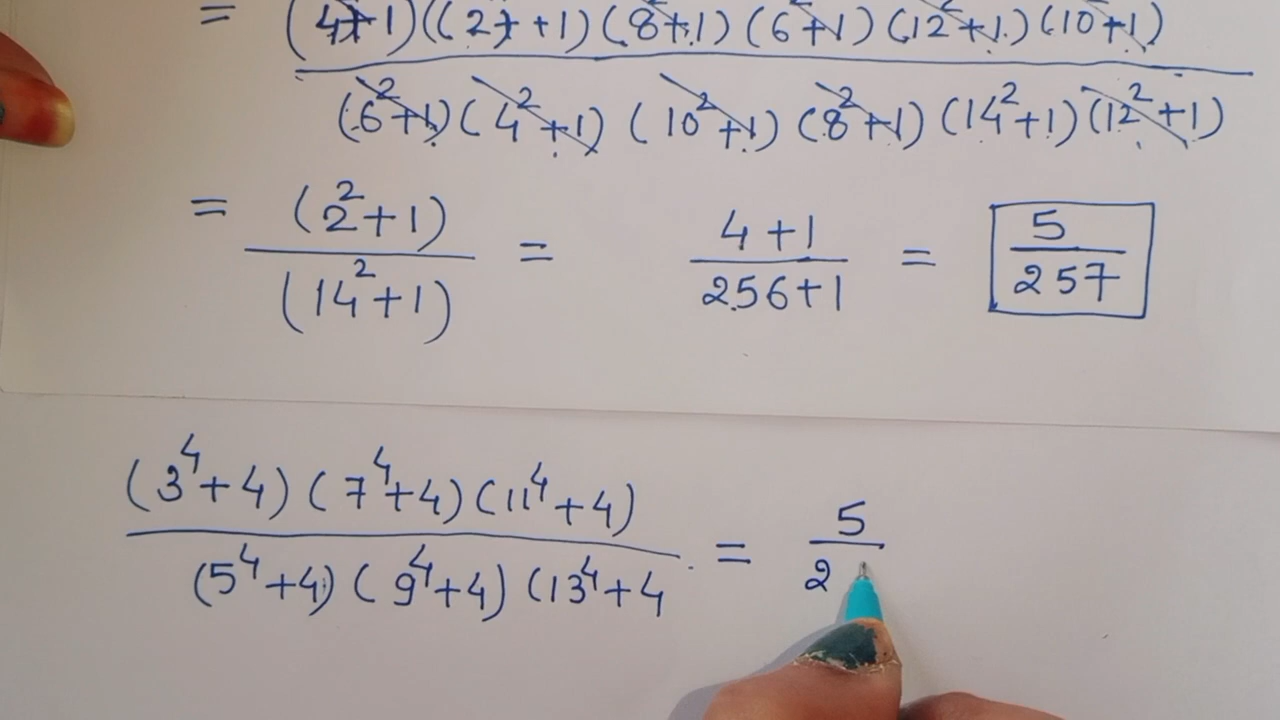 = (4²+1)(2²+1)(8²+1)(6²+1)(12²+1)(10²+1)
(6²+1)(4²+1)(10²+1)(8²+1)(14²+1)(12²+1)
= (2²+1) / (14²+1) = 4+1 / 256+1 = 5 / 257
(3⁴+4)(7⁴+4)(11⁴+4)
(5⁴+4)(9⁴+4)(13⁴+4 = 5 / 2